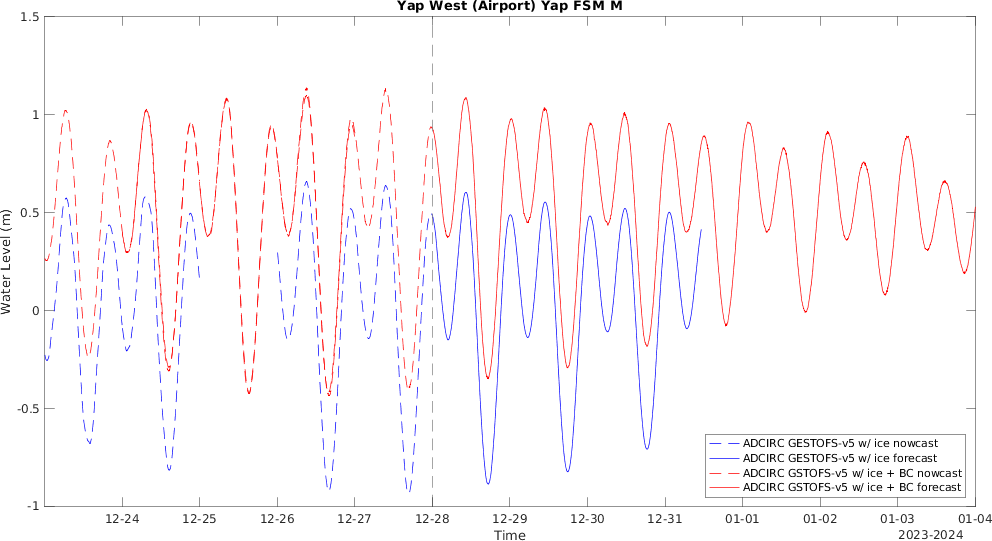 Yap West (Airport) Yap FSM M
1.5
1
0.5
0
-0.5
-1
Water Level (m)
12-24
12-25
12-26
12-27
12-28
12-29
12-30
12-31
01-01
01-02
01-03
01-04
Time
2023-2024
ADCIRC GESTOFS-v5 w/ ice nowcast
ADCIRC GESTOFS-v5 w/ ice forecast
ADCIRC GSTOFS-v5 w/ ice + BC nowcast
ADCIRC GSTOFS-v5 w/ ice + BC forecast